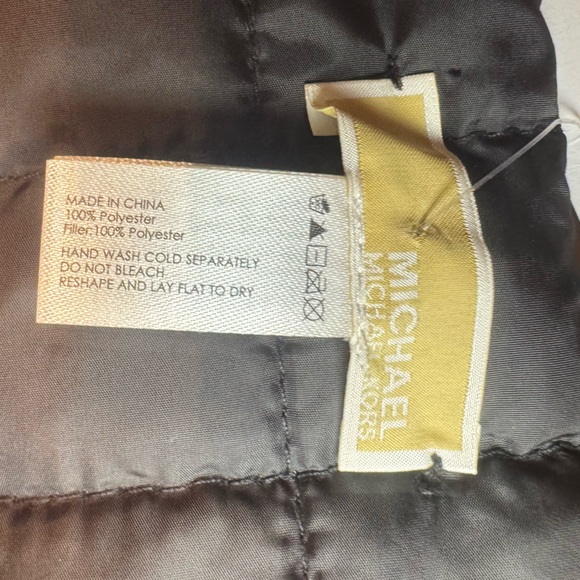 MADE IN CHINA
100% Polyester
Filler:100% Polyester
HAND WASH COLD SEPARATELY
DO NOT BLEACH
RESHAPE AND LAY FLAT TO DRY
MICHAEL
MICHAEL KORS